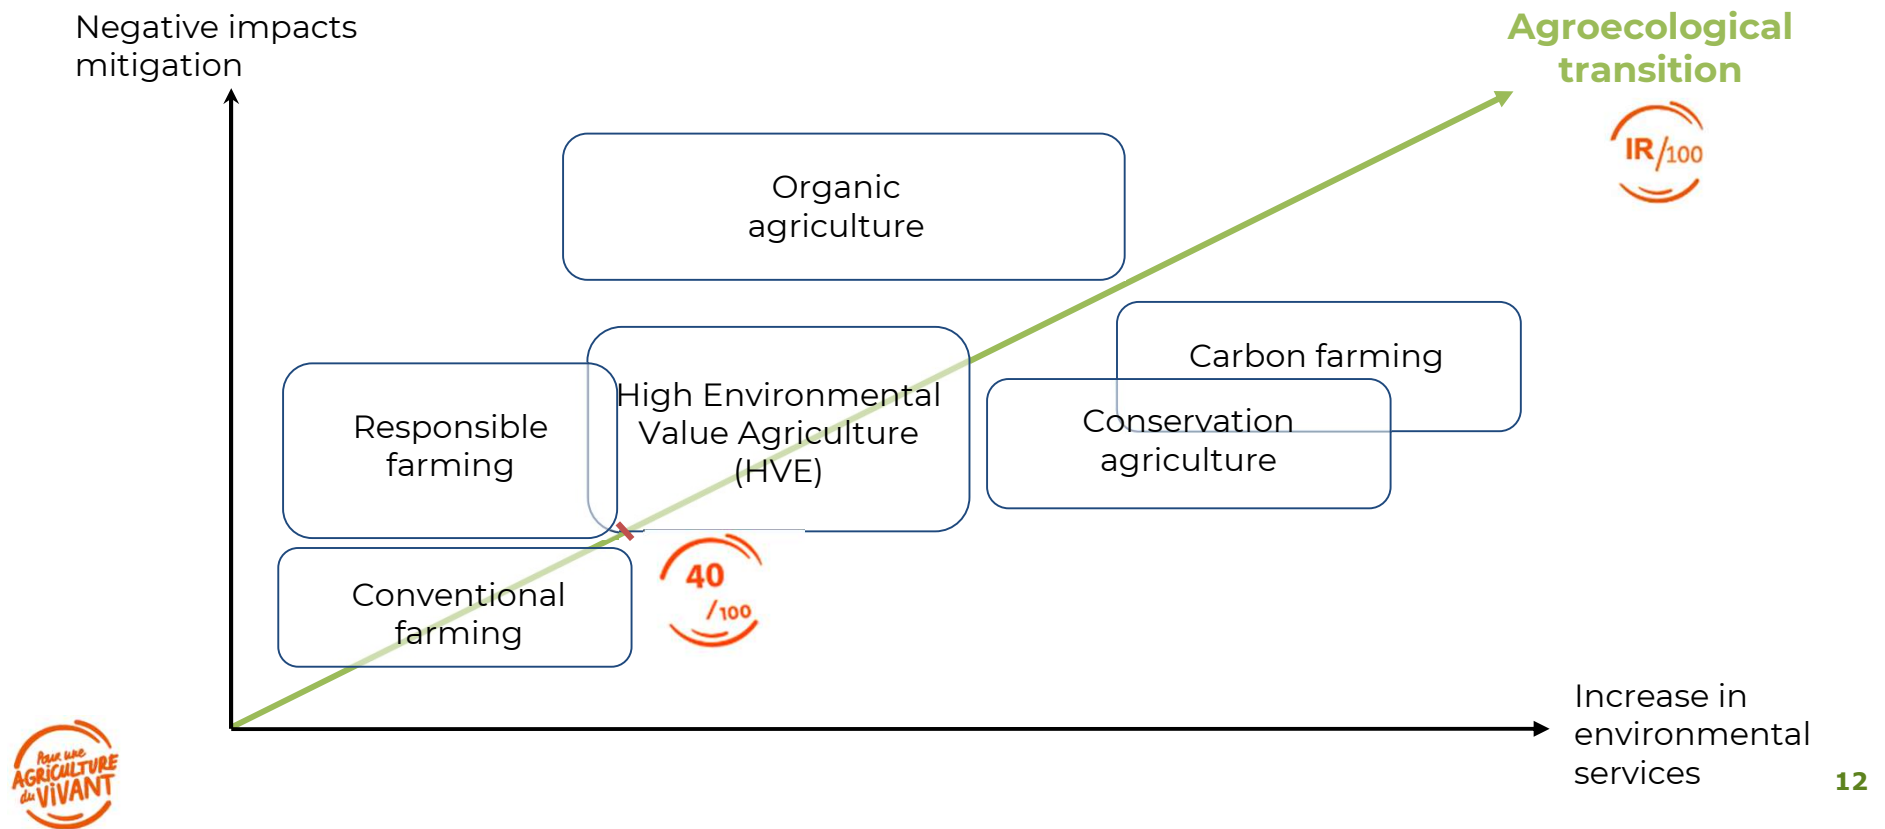 Negative impacts
mitigation
Agroecological
transition
IR/100
Organic
agriculture
Carbon farming
High Environmental
Value Agriculture
(HVE)
Responsible
farming
Conservation
agriculture
40
/100
Conventional
farming
Increase in
environmental
services
Pour une
AGRICULTURE
du ViVANT
12